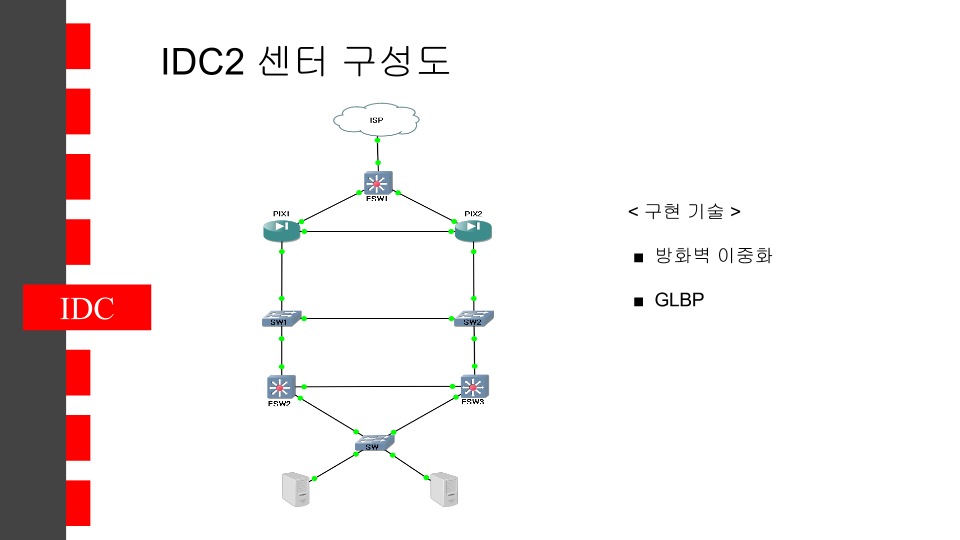 IDC2 센터 구성도
ISP
ESW1
PIX1
PIX2
< 구현 기술 >
■ 방화벽 이중화
■ GLBP
IDC
SW1
SW2
ESW2
ESW3
SW